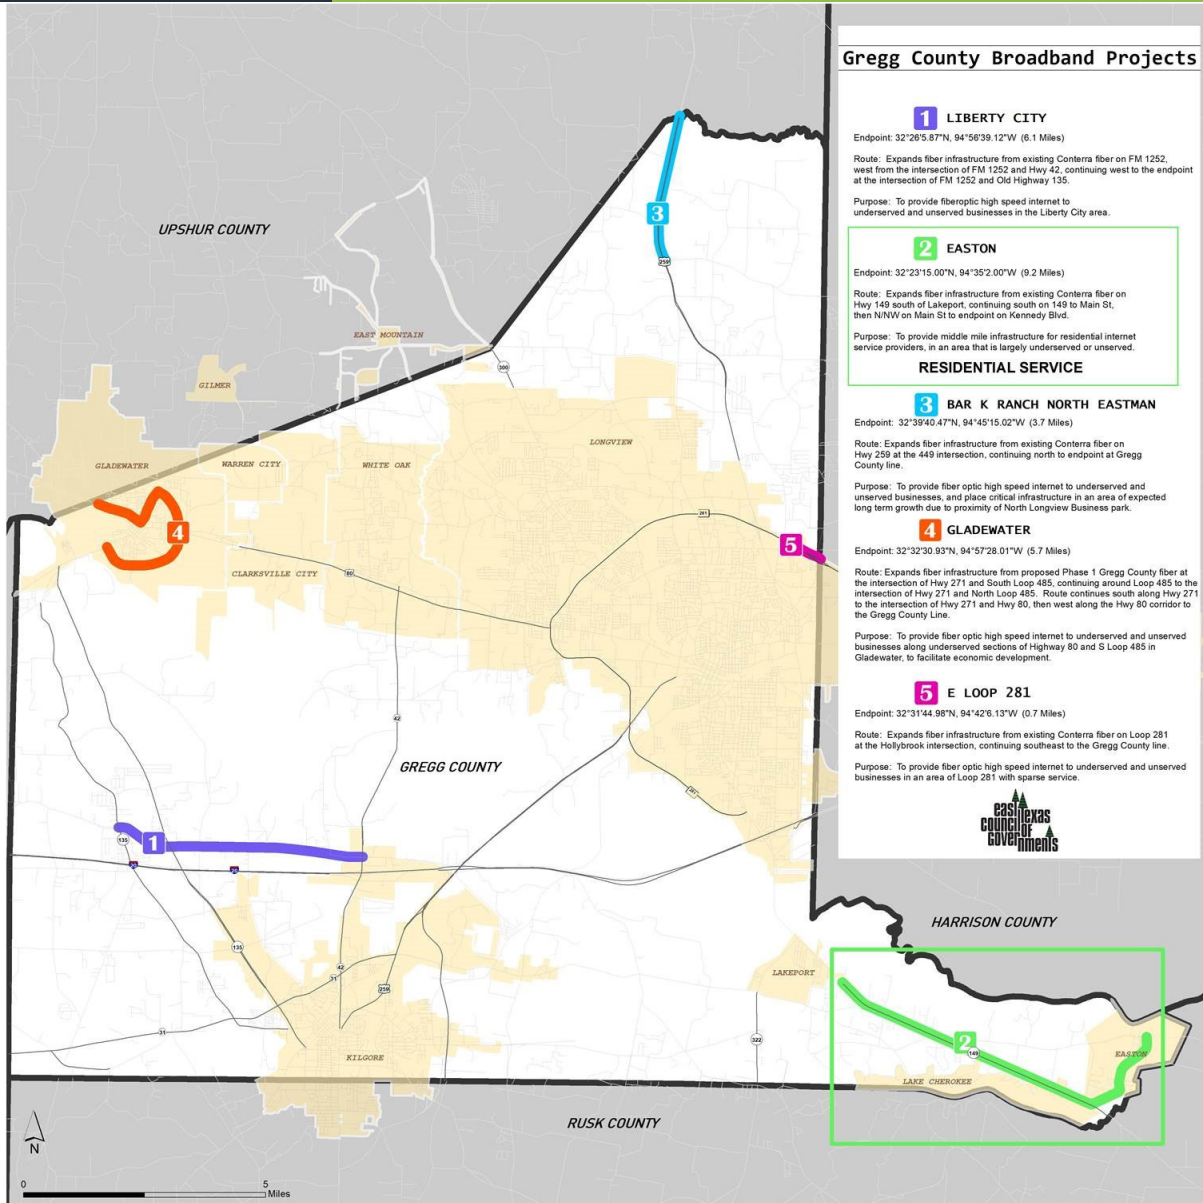 Gregg County Broadband Projects
1 LIBERTY CITY
Endpoint: 32°26'5.87"N, 94°56'39.12"W (6.1 Miles)
Route: Expands fiber infrastructure from existing Conterra fiber on FM 1252,
west from the intersection of FM 1252 and Hwy 42, continuing west to the endpoint
at the intersection of FM 1252 and Old Highway 135.
Purpose: To provide fiberoptic high speed internet to
underserved and unserved businesses in the Liberty City area.
2 EASTON
Endpoint: 32°23'15.00"N, 94°35'2.00"W (9.2 Miles)
Route: Expands fiber infrastructure from existing Conterra fiber on
Hwy 149 south of Lakeport, continuing south on 149 to Main St,
then N/NW on Main St to endpoint on Kennedy Blvd.
Purpose: To provide middle mile infrastructure for residential internet
service providers, in an area that is largely underserved or unserved.
RESIDENTIAL SERVICE
3 BAR K RANCH NORTH EASTMAN
Endpoint: 32°39'40.47"N, 94°45'15.02"W (3.7 Miles)
Route: Expands fiber infrastructure from existing Conterra fiber on
Hwy 259 at the 449 intersection, continuing north to endpoint at Gregg
County line.
Purpose: To provide fiber optic high speed internet to underserved and
unserved businesses, and place critical infrastructure in an area of expected
long term growth due to proximity of North Longview Business park.
4 GLADEWATER
Endpoint: 32°32'30.93"N, 94°57'28.01"W (5.7 Miles)
Route: Expands fiber infrastructure from proposed Phase 1 Gregg County fiber at
the intersection of Hwy 271 and South Loop 485, continuing around Loop 485 to the
intersection of Hwy 271 and North Loop 485. Route continues south along Hwy 271
to the intersection of Hwy 271 and Hwy 80, then west along the Hwy 80 corridor to
the Gregg County Line.
Purpose: To provide fiber optic high speed internet to underserved and unserved
businesses along underserved sections of Highway 80 and S Loop 485 in
Gladewater, to facilitate economic development.
5 E LOOP 281
Endpoint: 32°31'44.98"N, 94°42'6.13"W (0.7 Miles)
Route: Expands fiber infrastructure from existing Conterra fiber on Loop 281
at the Hollybrook intersection, continuing southeast to the Gregg County line.
Purpose: To provide fiber optic high speed internet to underserved and unserved
businesses in an area of Loop 281 with sparse service.
east Texas
council of
governments
3
UPSHUR COUNTY
259
EAST MOUNTAIN
300
GILMER
LONGVIEW
GLADEWATER
WARREN CITY
WHITE OAK
281
4
5
CLARKSVILLE CITY
80
42
GREGG COUNTY
281
1
135
20
20
HARRISON COUNTY
135
42
31
LAKEPORT
259
31
322
2
149
EASTON
KILGORE
LAKE CHEROKEE
RUSK COUNTY
N
0 5
Miles